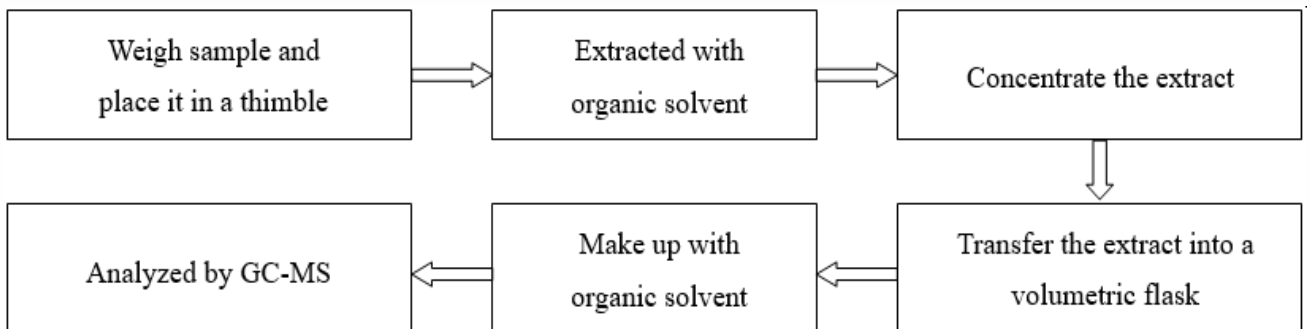 Weigh sample and
place it in a thimble
Extracted with
organic solvent
Concentrate the extract
Transfer the extract into a
volumetric flask
Make up with
organic solvent
Analyzed by GC-MS